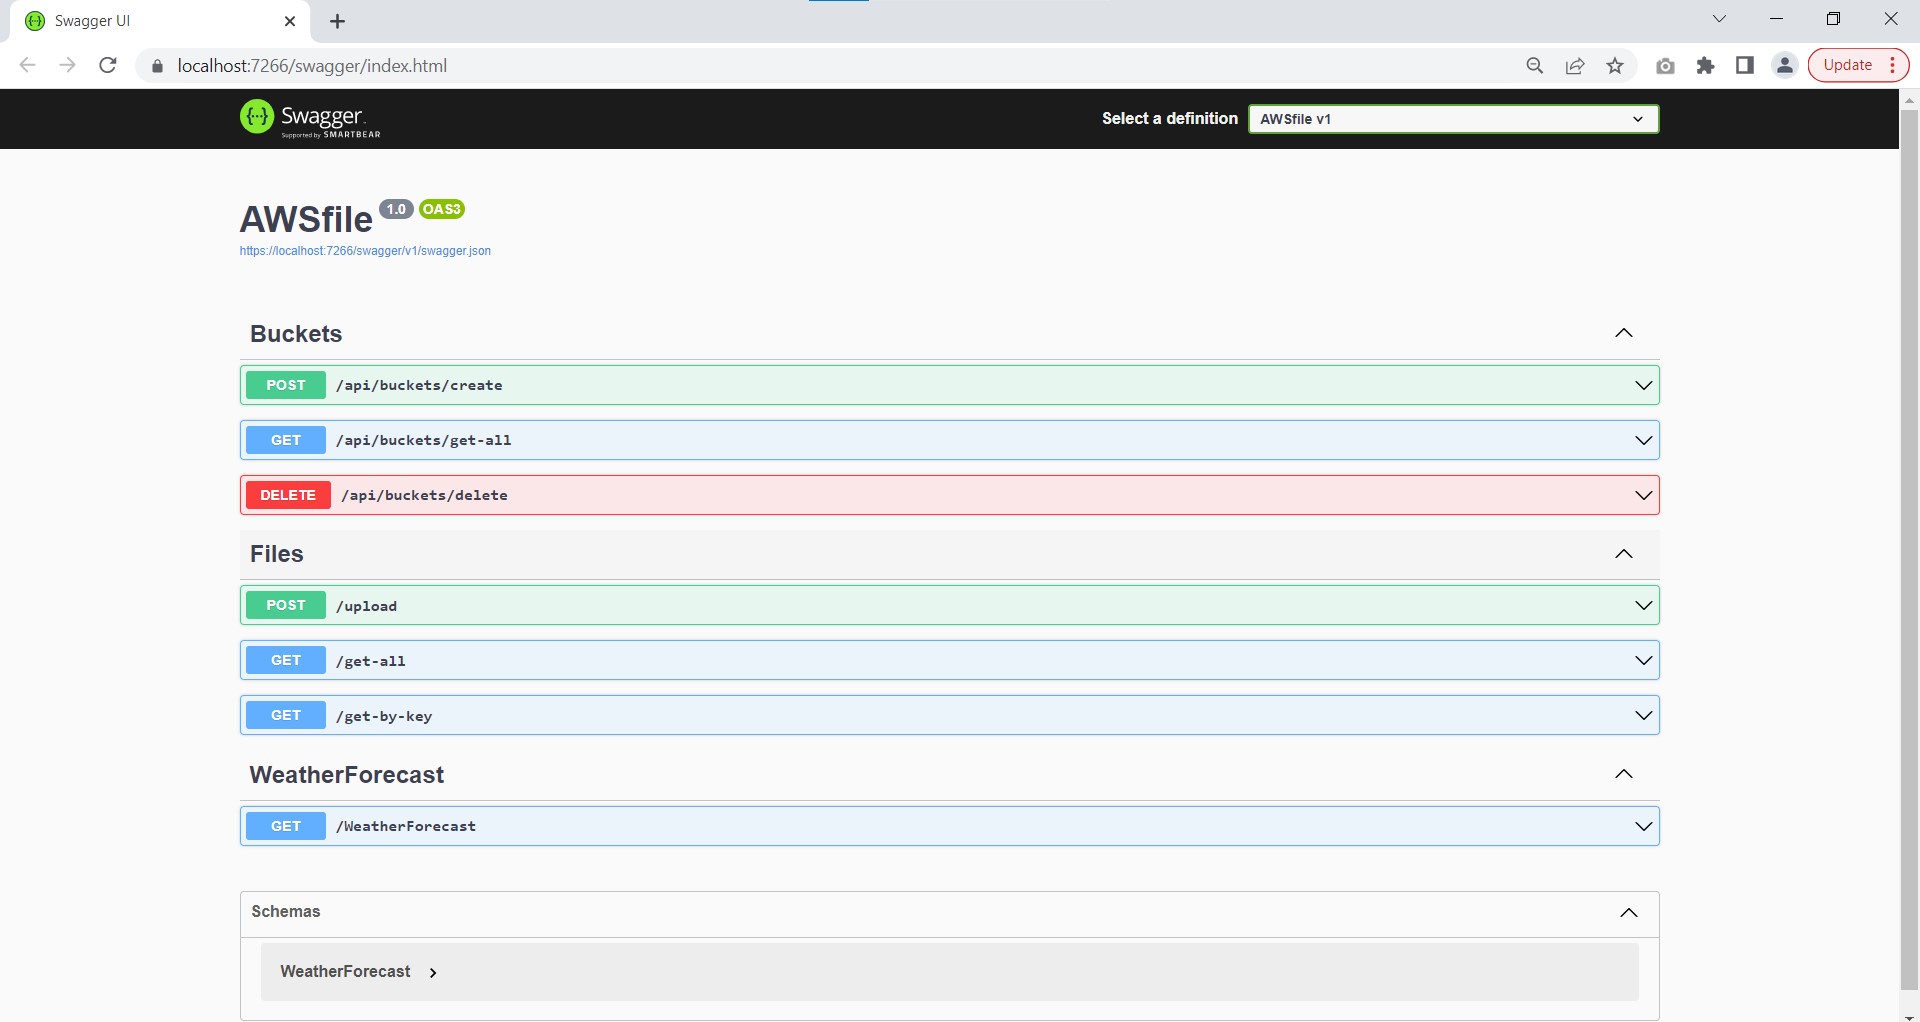 Swagger UI
localhost:7266/swagger/index.html
Update
Swagger
Supported by SMARTBEAR
Select a definition
AWSfile v1
AWSfile 1.0 OAS3
https://localhost:7266/swagger/v1/swagger.json
Buckets
POST /api/buckets/create
GET /api/buckets/get-all
DELETE /api/buckets/delete
Files
POST /upload
GET /get-all
GET /get-by-key
WeatherForecast
GET /WeatherForecast
Schemas
WeatherForecast